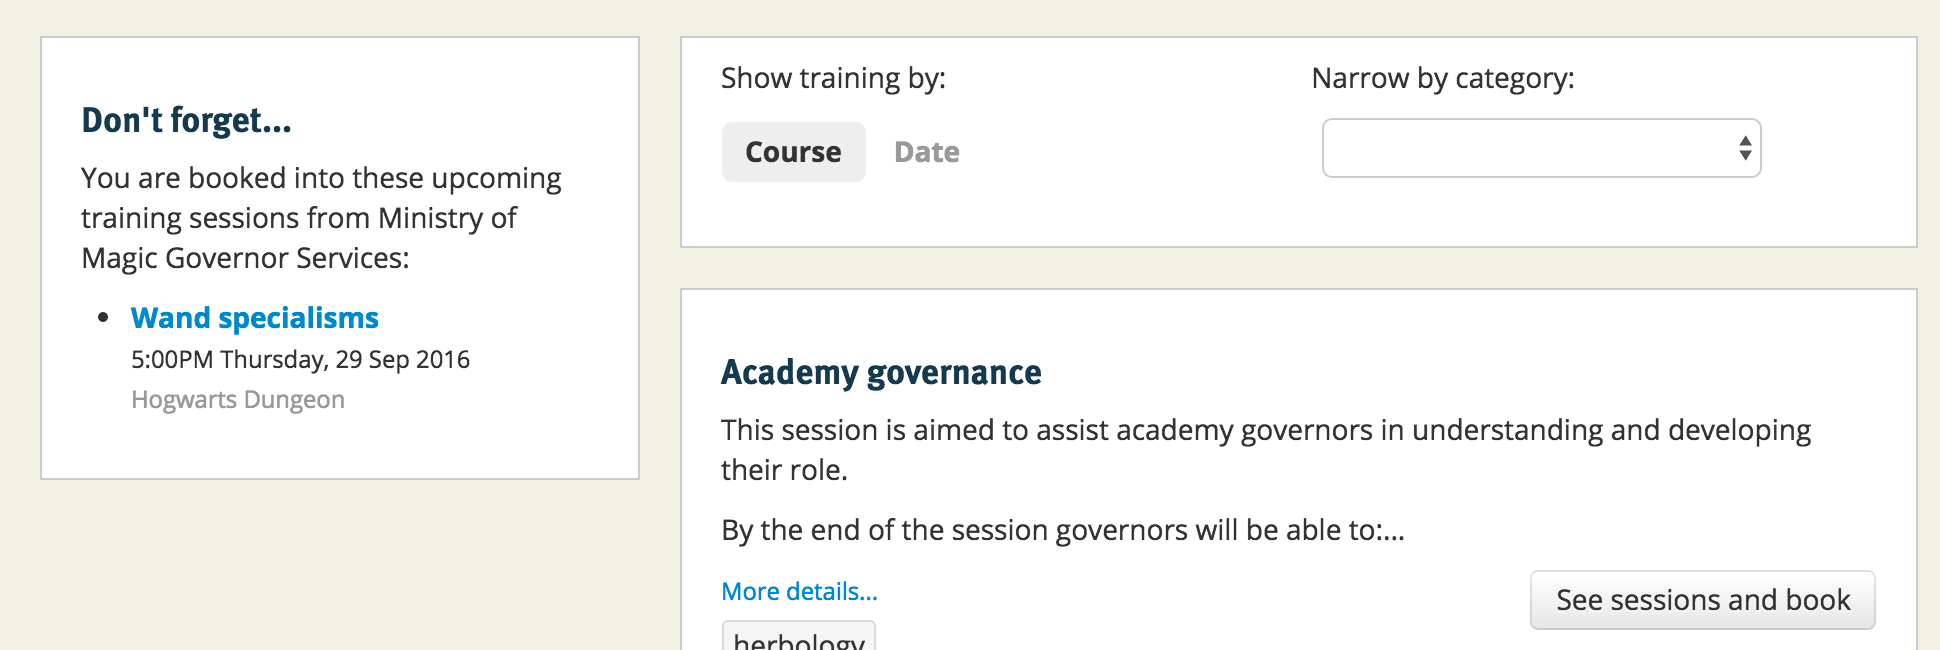 Don't forget...
You are booked into these upcoming
training sessions from Ministry of
Magic Governor Services:
Wand specialisms
5:00PM Thursday, 29 Sep 2016
Hogwarts Dungeon
Show training by:
Course Date
Narrow by category:
Academy governance
This session is aimed to assist academy governors in understanding and developing
their role.
By the end of the session governors will be able to:...
More details...
See sessions and book
herbology